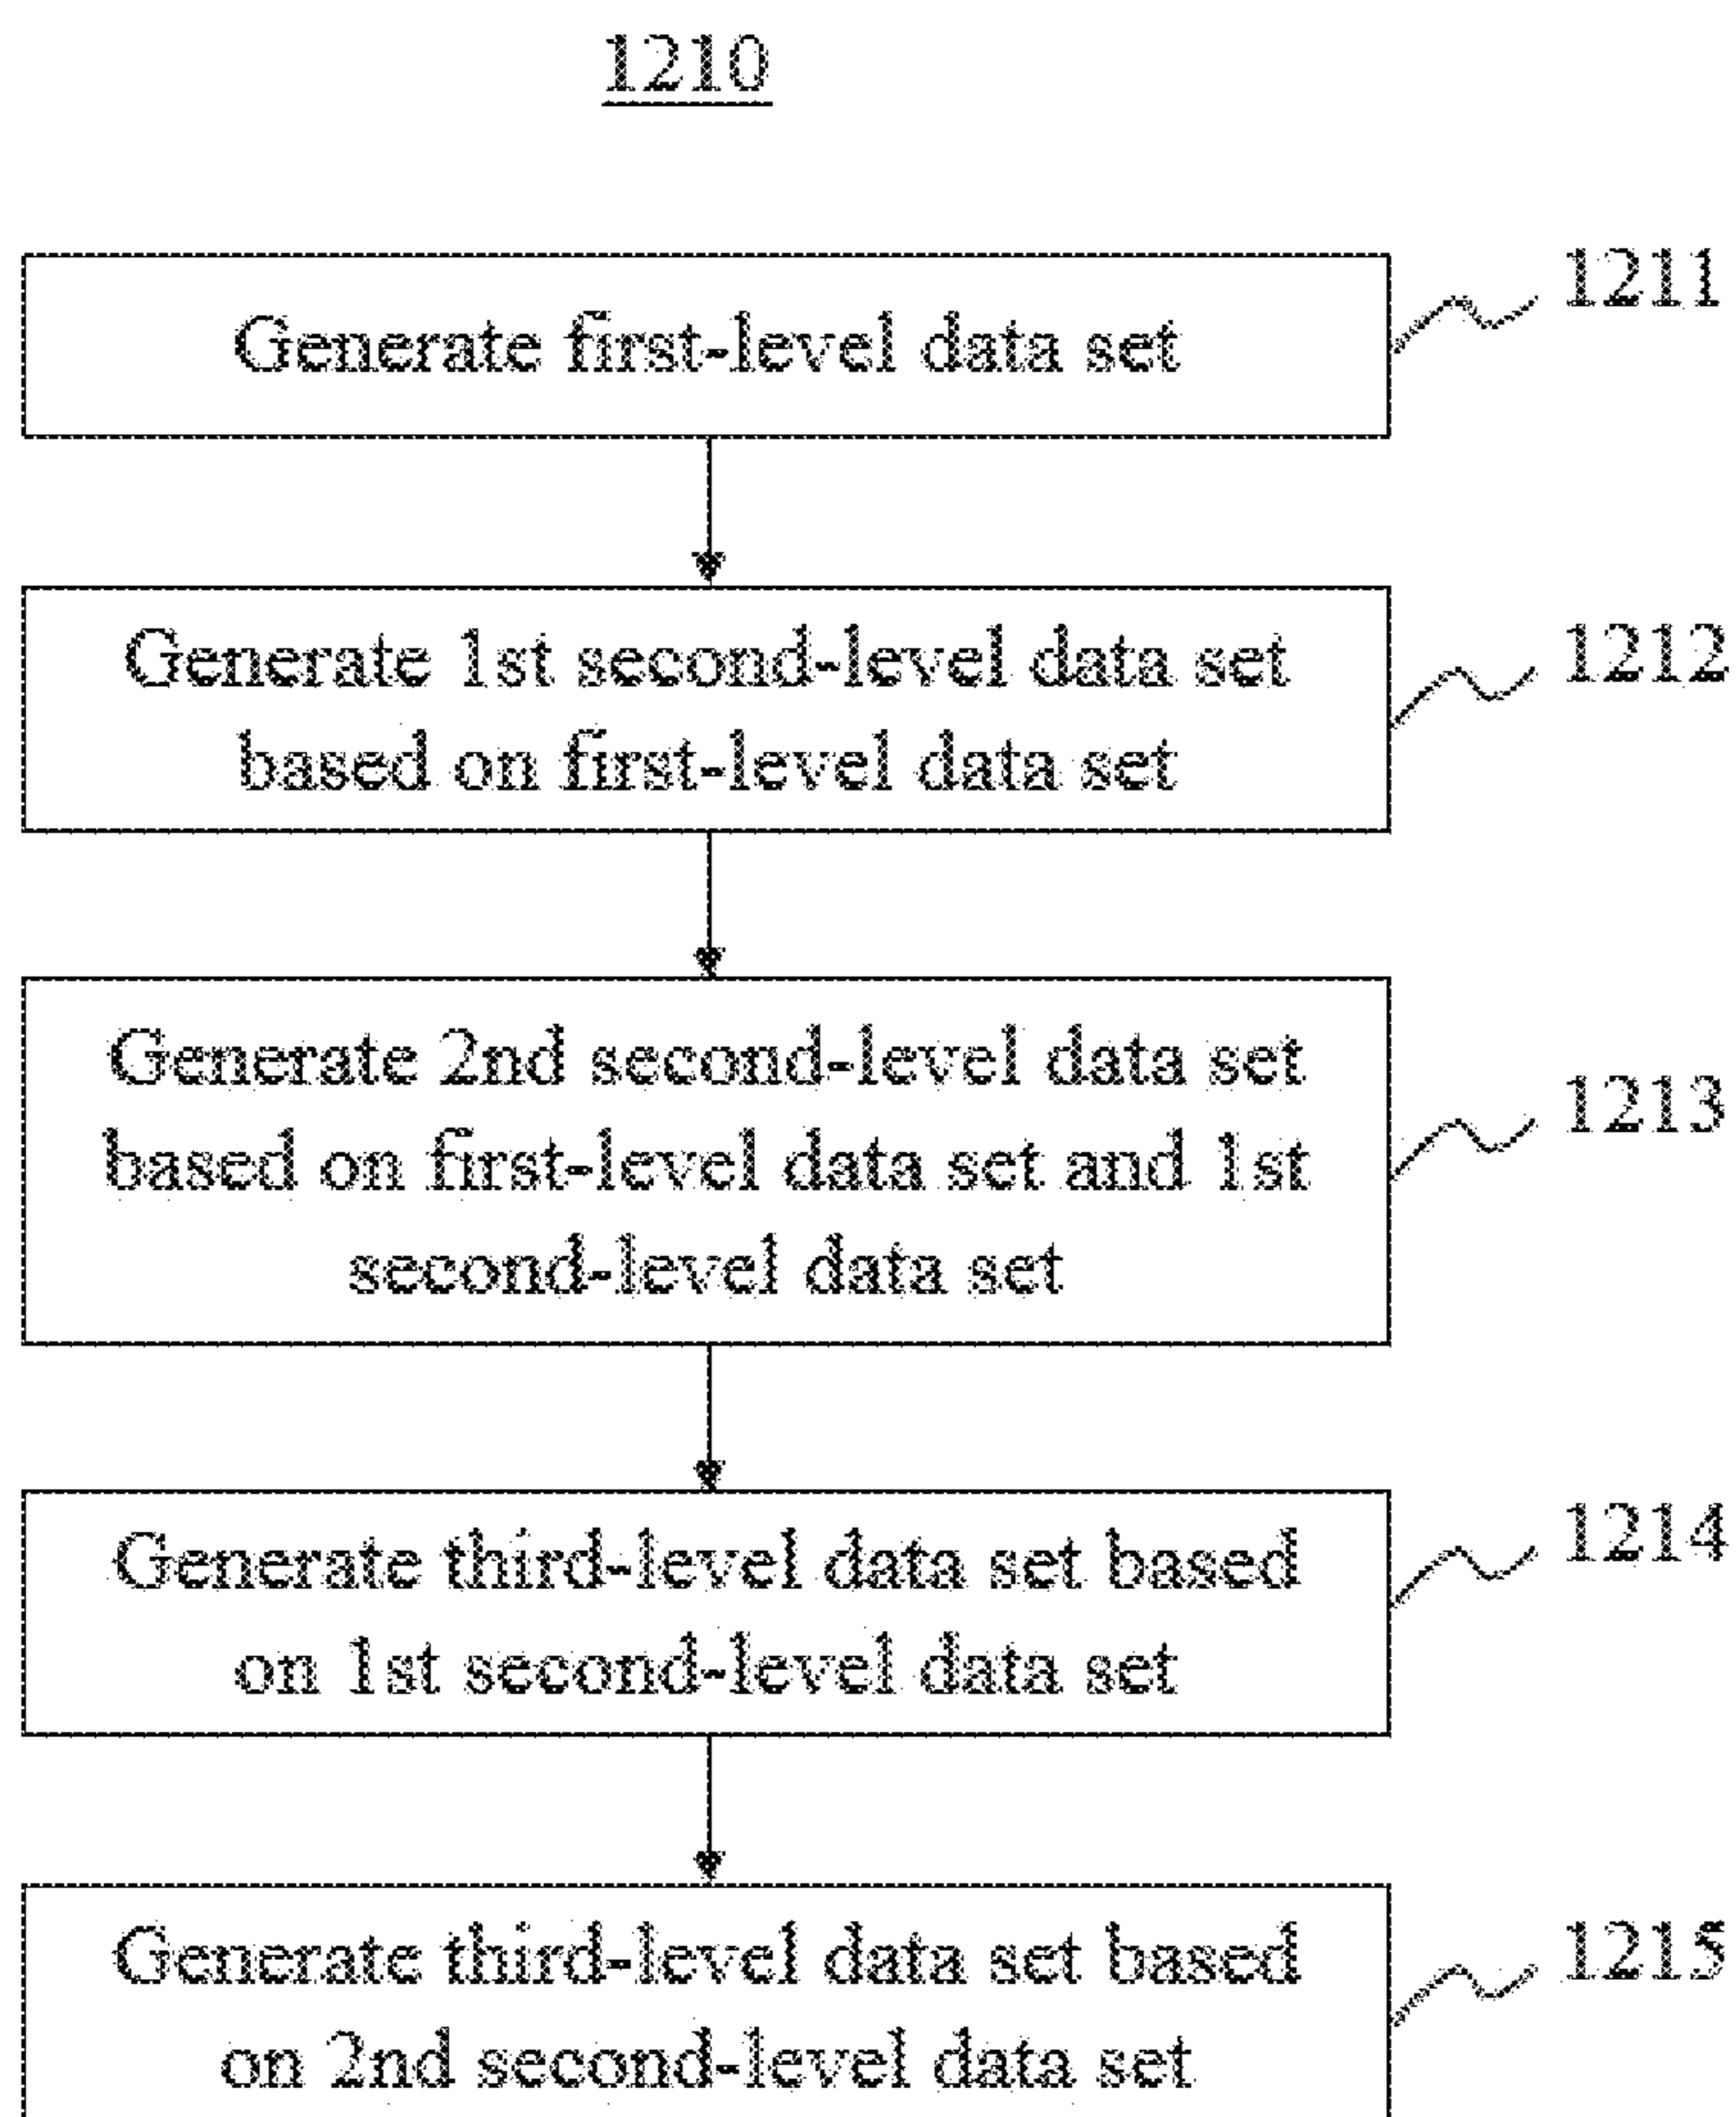 1210
1211
Generate first-level data set
1212
Generate 1st second-level data set
based on first-level data set
1213
Generate 2nd second-level data set
based on first-level data set and 1st
second-level data set
1214
Generate third-level data set based
on 1st second-level data set
1215
Generate third-level data set based
on 2nd second-level data set